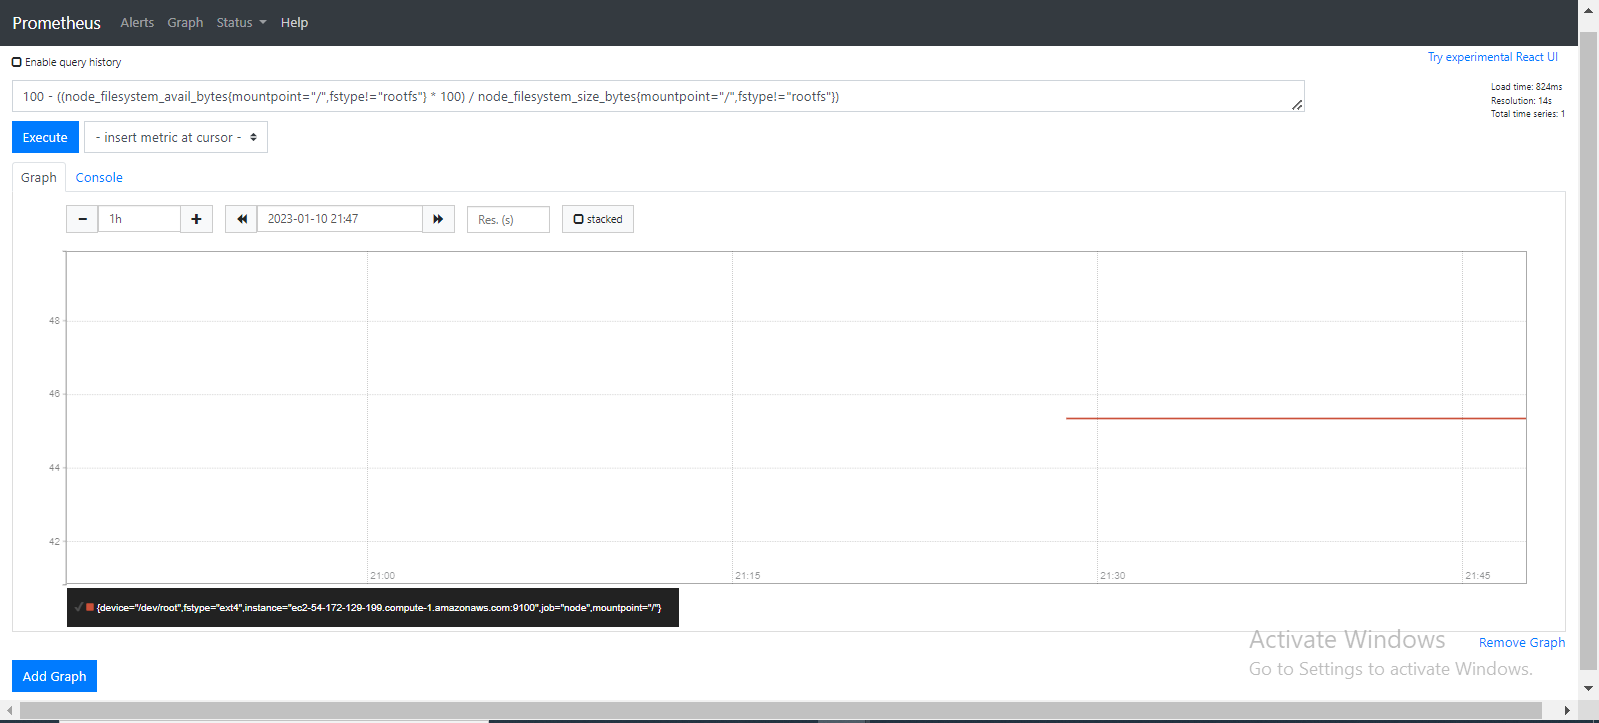 Prometheus Alerts Graph Status Help
Enable query history
Try experimental React UI
100 - ((node_filesystem_avail_bytes{mountpoint="/",fstype!="rootfs"} * 100) / node_filesystem_size_bytes{mountpoint="/",fstype!="rootfs"})
Load time: 824ms
Resolution: 14s
Total time series: 1
Execute - insert metric at cursor -
Graph Console
1h 2023-01-10 21:47 Res. (s) stacked
48
46
44
42
21:00 21:15 21:30 21:45
{device="/dev/root",fstype="ext4",instance="ec2-54-172-129-199.compute-1.amazonaws.com:9100",job="node",mountpoint="/"}
Activate Windows
Remove Graph
Go to Settings to activate Windows.
Add Graph